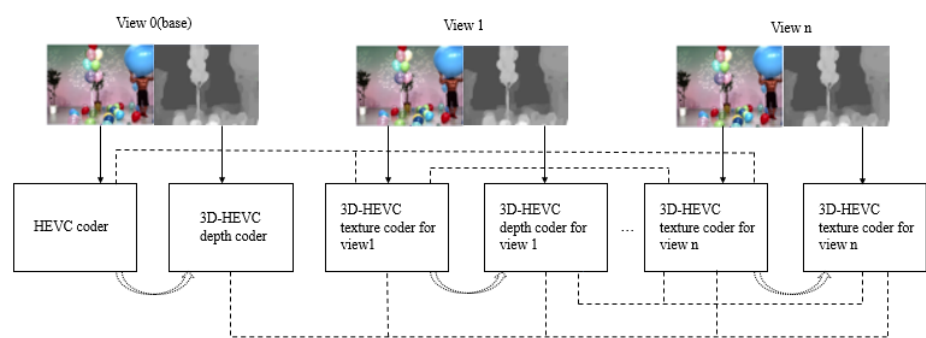 View 0(base)
View 1
View n
HEVC coder
3D-HEVC
depth coder
3D-HEVC
texture coder for
view1
3D-HEVC
depth coder for
view 1
...
3D-HEVC
texture coder for
view n
3D-HEVC
texture coder for
view n